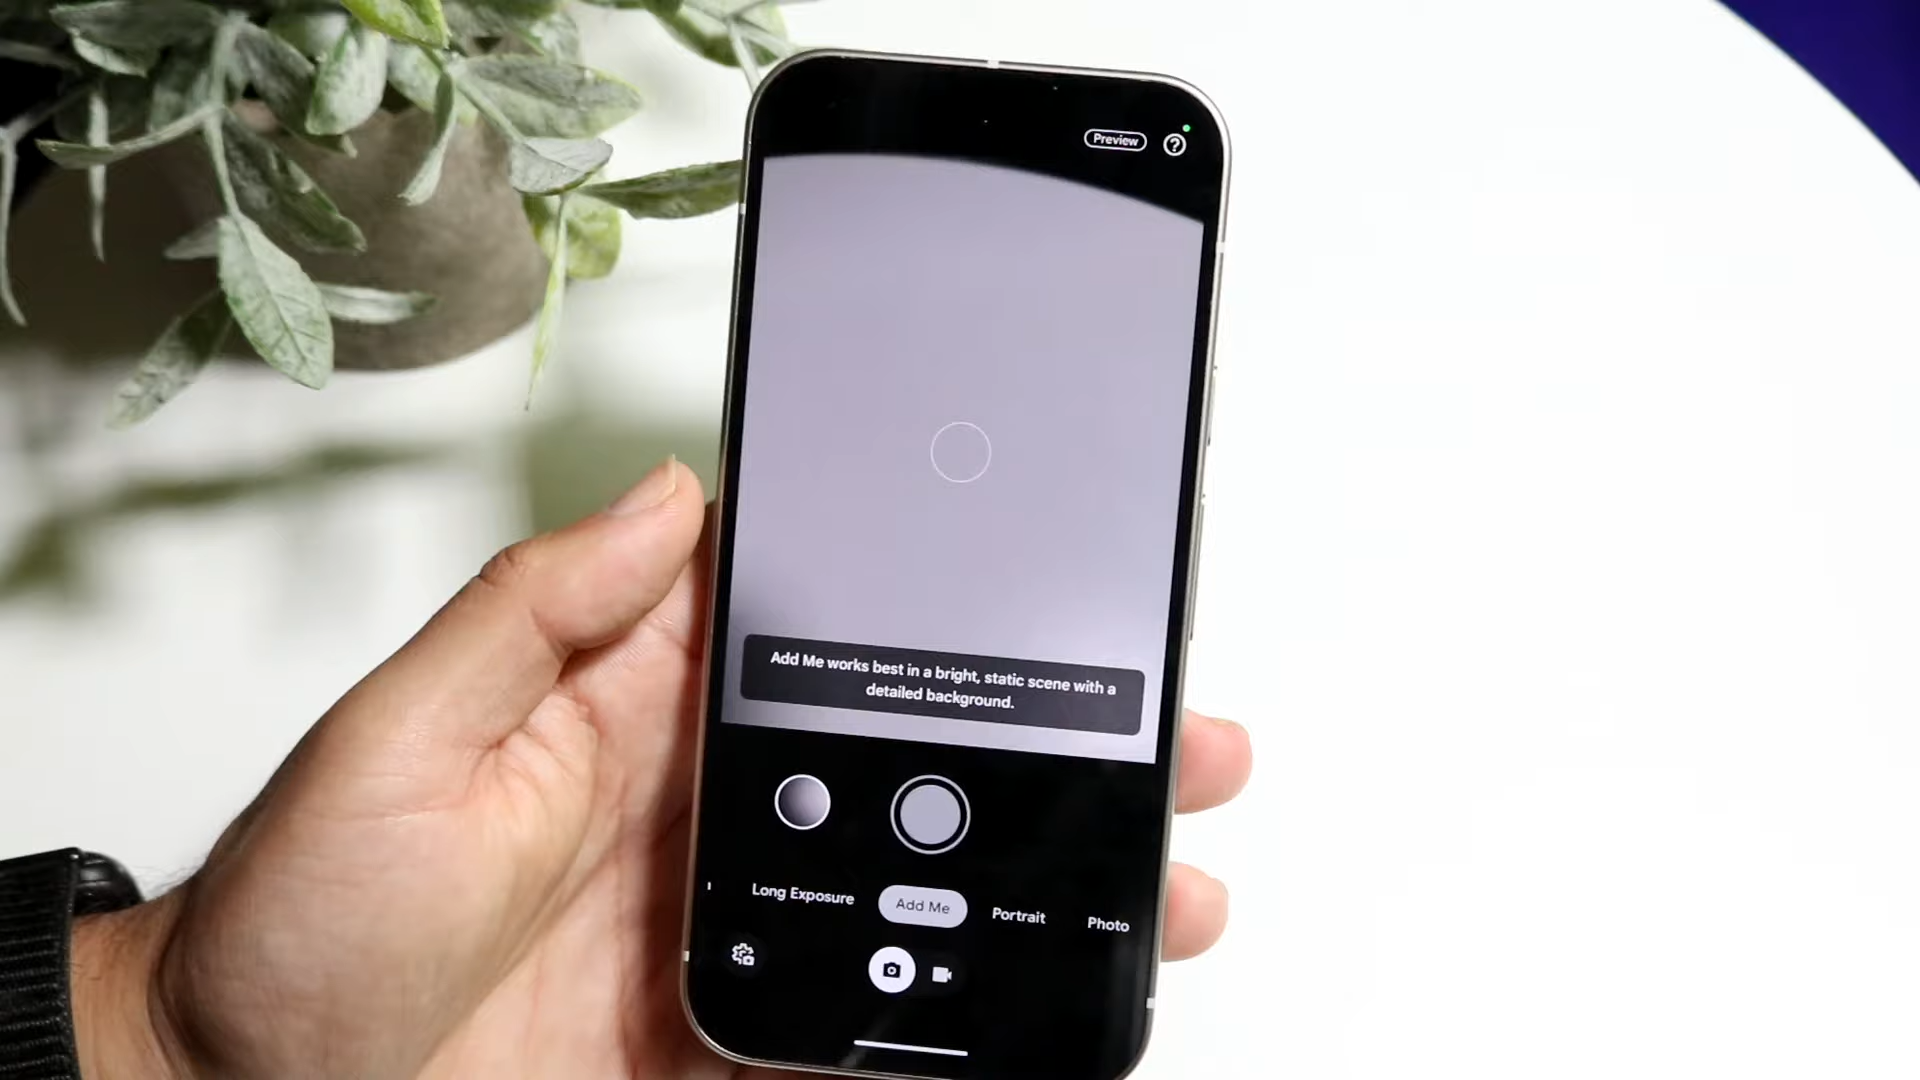 Preview
Add Me works best in a bright, static scene with a
detailed background.
Long Exposure Add Me Portrait Photo